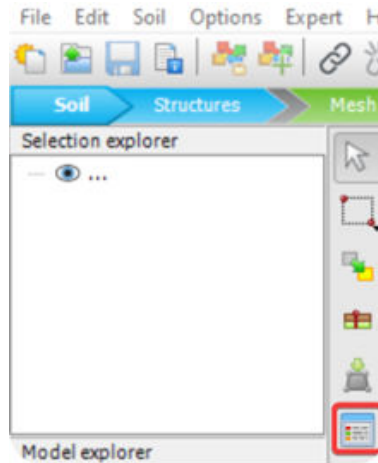 File Edit Soil Options Expert
Soil Structures Mesh
Selection explorer
...
Model explorer